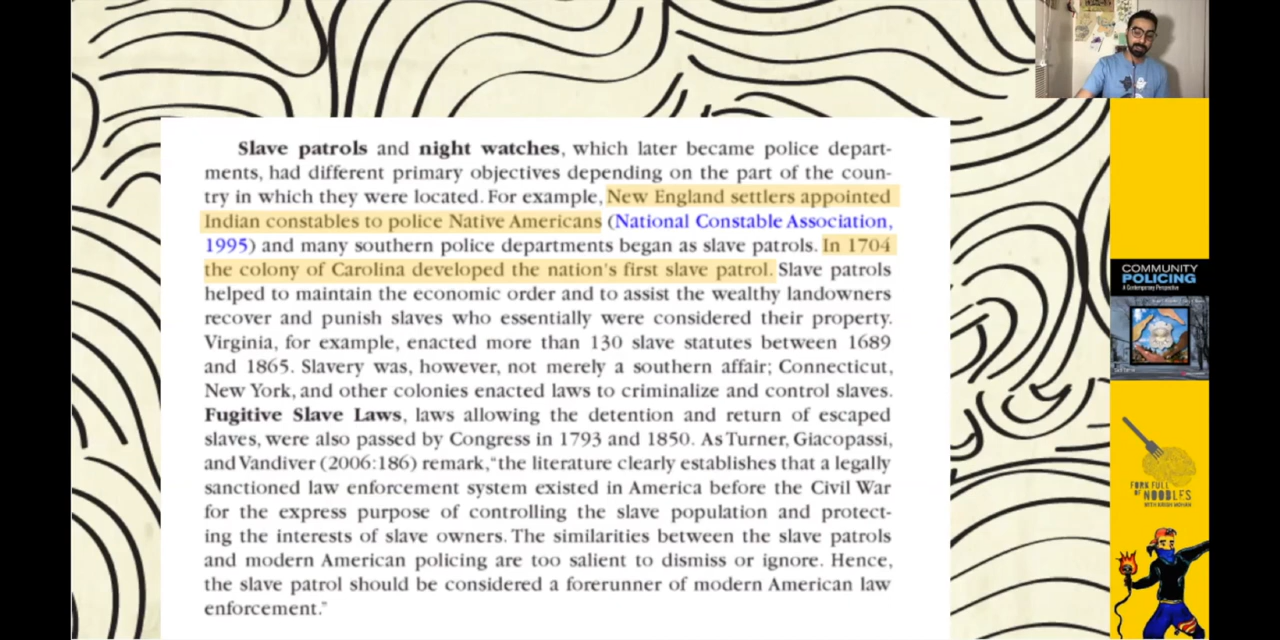 Slave patrols and night watches, which later became police depart-
ments, had different primary objectives depending on the part of the coun-
try in which they were located. For example, New England settlers appointed
Indian constables to police Native Americans (National Constable Association,
1995) and many southern police departments began as slave patrols. In 1704
the colony of Carolina developed the nation's first slave patrol. Slave patrols
helped to maintain the economic order and to assist the wealthy landowners
recover and punish slaves who essentially were considered their property.
Virginia, for example, enacted more than 130 slave statutes between 1689
and 1865. Slavery was, however, not merely a southern affair; Connecticut,
New York, and other colonies enacted laws to criminalize and control slaves.
Fugitive Slave Laws, laws allowing the detention and return of escaped
slaves, were also passed by Congress in 1793 and 1850. As Turner, Giacopassi,
and Vandiver (2006:186) remark, "the literature clearly establishes that a legally
sanctioned law enforcement system existed in America before the Civil War
for the express purpose of controlling the slave population and protect-
ing the interests of slave owners. The similarities between the slave patrols
and modern American policing are too salient to dismiss or ignore. Hence,
the slave patrol should be considered a forerunner of modern American law
enforcement."
COMMUNITY
POLICING
A Contemporary Perspective
FORK FULL
OF NOODLES